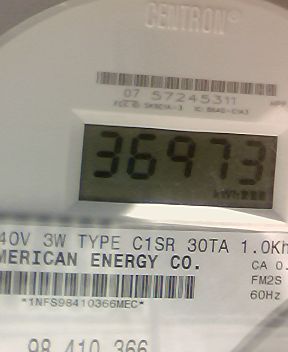 CENTRON®
07 57245311
36973
kWh
40V 3W TYPE C1SR 30TA 1.0Kh
MERICAN ENERGY CO.
CA 0.
FM2S
60Hz
*1NFS98410366MEC*
98 410 366